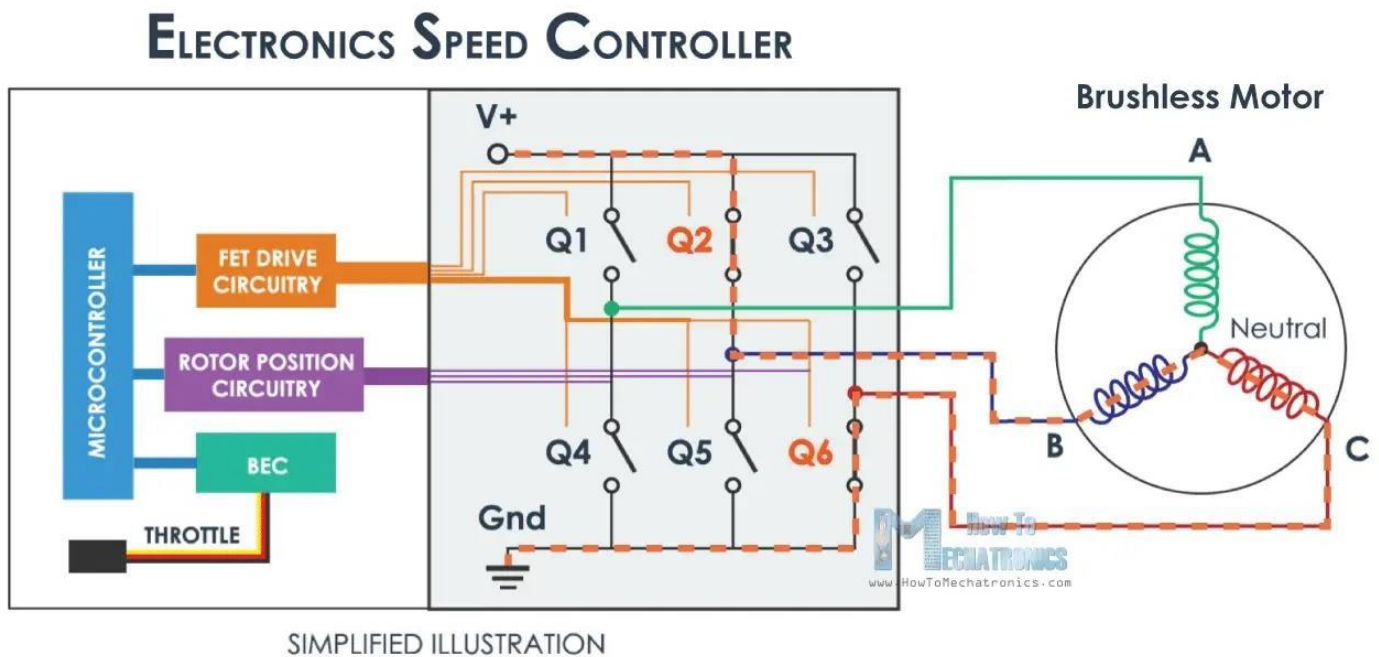 ELECTRONICS SPEED CONTROLLER
Brushless Motor
V+
A
Q1
Q2
Q3
MICROCONTROLLER
FET DRIVE
CIRCUITRY
Neutral
ROTOR POSITION
CIRCUITRY
B
C
Q4
Q5
Q6
BEC
THROTTLE
Gnd
How To
MECHATRONICS
www.HowToMechatronics.com
SIMPLIFIED ILLUSTRATION